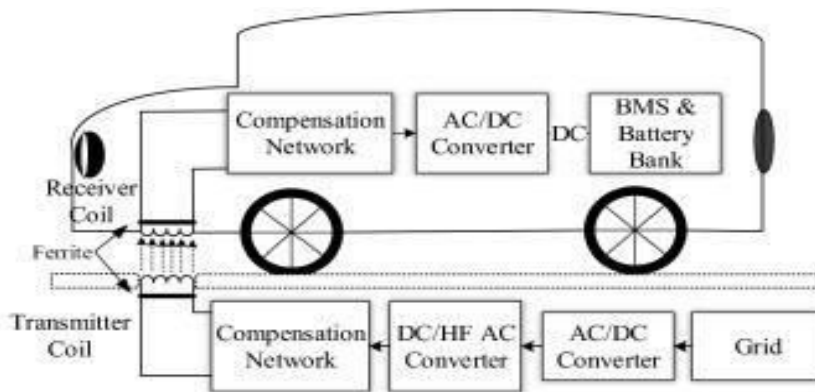 Compensation
Network
AC/DC
Converter
DC
BMS &
Battery
Bank
Receiver
Coil
Ferrite
Transmitter
Coil
Compensation
Network
DC/HF AC
Converter
AC/DC
Converter
Grid